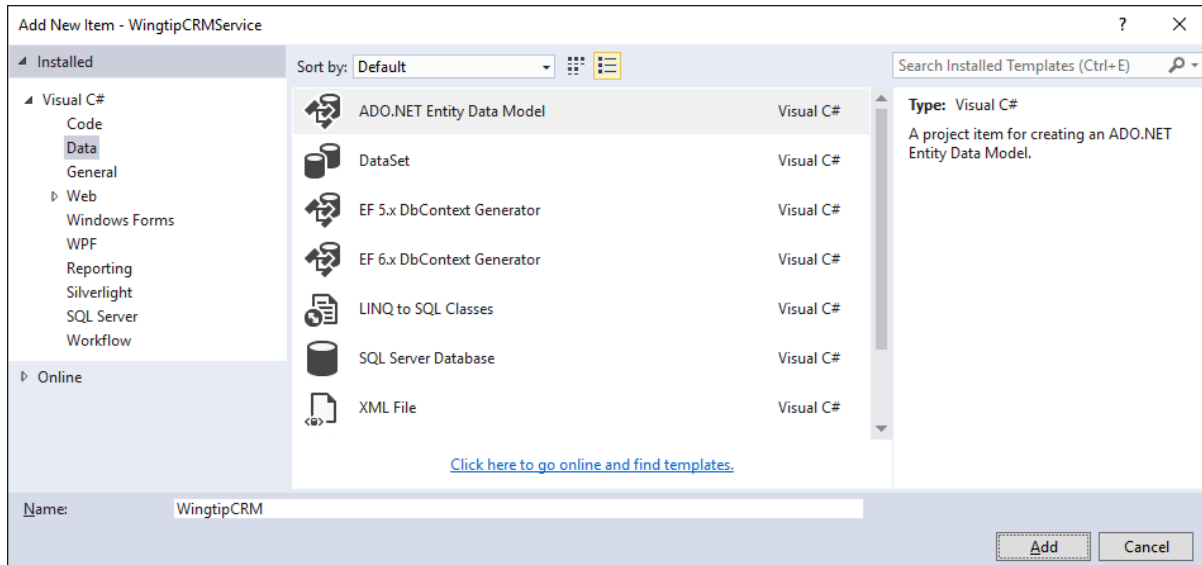 Add New Item - WingtipCRMService
?
Installed
Sort by: Default
Search Installed Templates (Ctrl+E)
Visual C#
Code
Data
General
Web
Windows Forms
WPF
Reporting
Silverlight
SQL Server
Workflow
Online
ADO.NET Entity Data Model Visual C#
DataSet Visual C#
EF 5.x DbContext Generator Visual C#
EF 6.x DbContext Generator Visual C#
LINQ to SQL Classes Visual C#
SQL Server Database Visual C#
XML File Visual C#
Click here to go online and find templates.
Type: Visual C#
A project item for creating an ADO.NET
Entity Data Model.
Name: WingtipCRM
Add Cancel